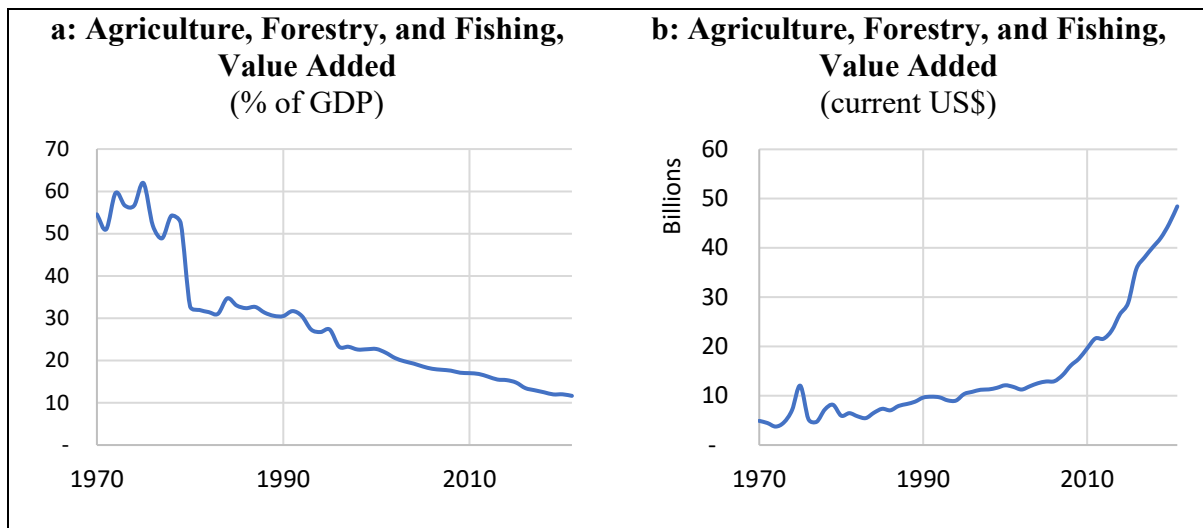 a: Agriculture, Forestry, and Fishing,
Value Added
(% of GDP)
70
60
50
40
30
20
10
-
1970 1990 2010
b: Agriculture, Forestry, and Fishing,
Value Added
(current US$)
Billions
60
50
40
30
20
10
-
1970 1990 2010